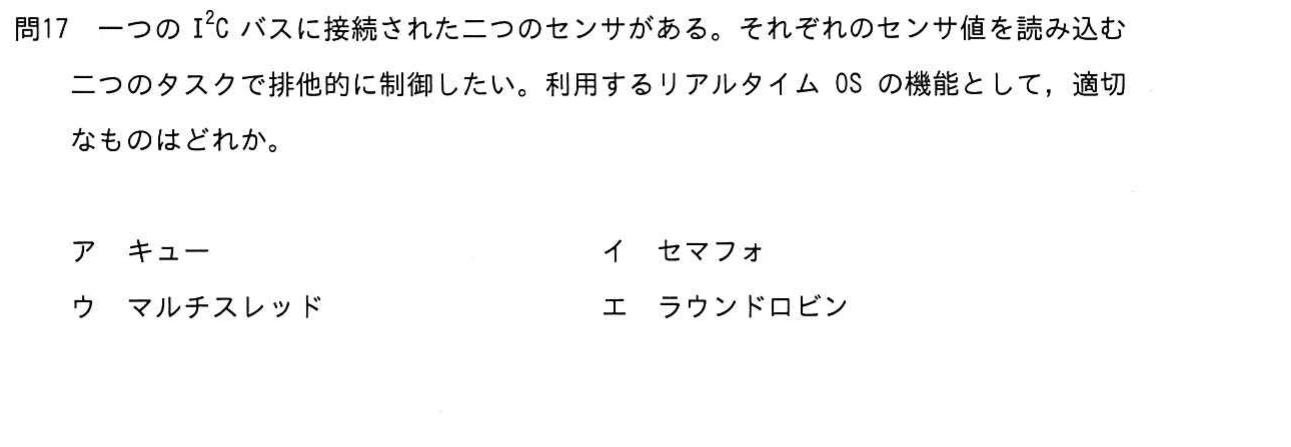 問17　一つの I²C バスに接続された二つのセンサがある。それぞれのセンサ値を読み込む
二つのタスクで排他的に制御したい。利用するリアルタイム OS の機能として，適切
なものはどれか。
ア　キュー　イ　セマフォ
ウ　マルチスレッド　エ　ラウンドロビン